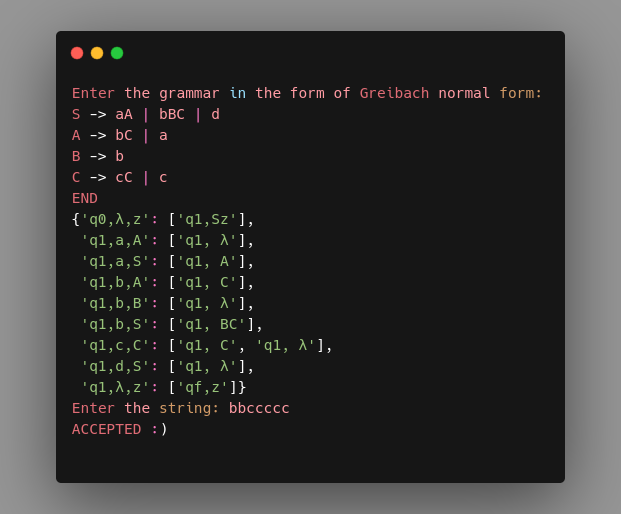 Enter the grammar in the form of Greibach normal form:
S -> aA | bBC | d
A -> bC | a
B -> b
C -> cC | c
END
{'q0,λ,z': ['q1,Sz'],
 'q1,a,A': ['q1, λ'],
 'q1,a,S': ['q1, A'],
 'q1,b,A': ['q1, C'],
 'q1,b,B': ['q1, λ'],
 'q1,b,S': ['q1, BC'],
 'q1,c,C': ['q1, C', 'q1, λ'],
 'q1,d,S': ['q1, λ'],
 'q1,λ,z': ['qf,z']}
Enter the string: bbccccc
ACCEPTED :)